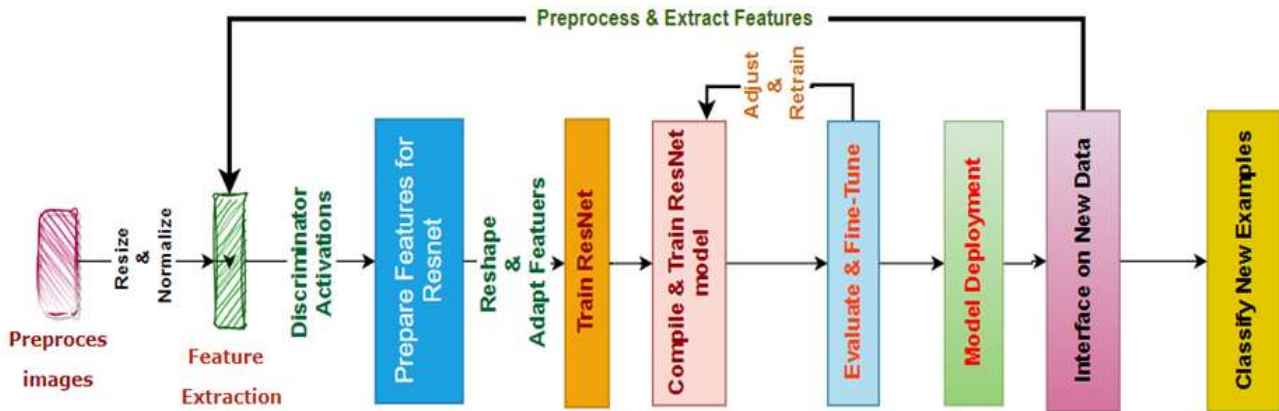 Preprocess & Extract Features
Preproces
images
Resize
&
Normalize
Feature
Extraction
Discriminator
Activations
Prepare Features for
Resnet
Reshape
&
Adapt Featuers
Train ResNet
Compile & Train ResNet
model
Adjust
&
Retrain
Evaluate & Fine-Tune
Model Deployment
Interface on New Data
Classify New Examples